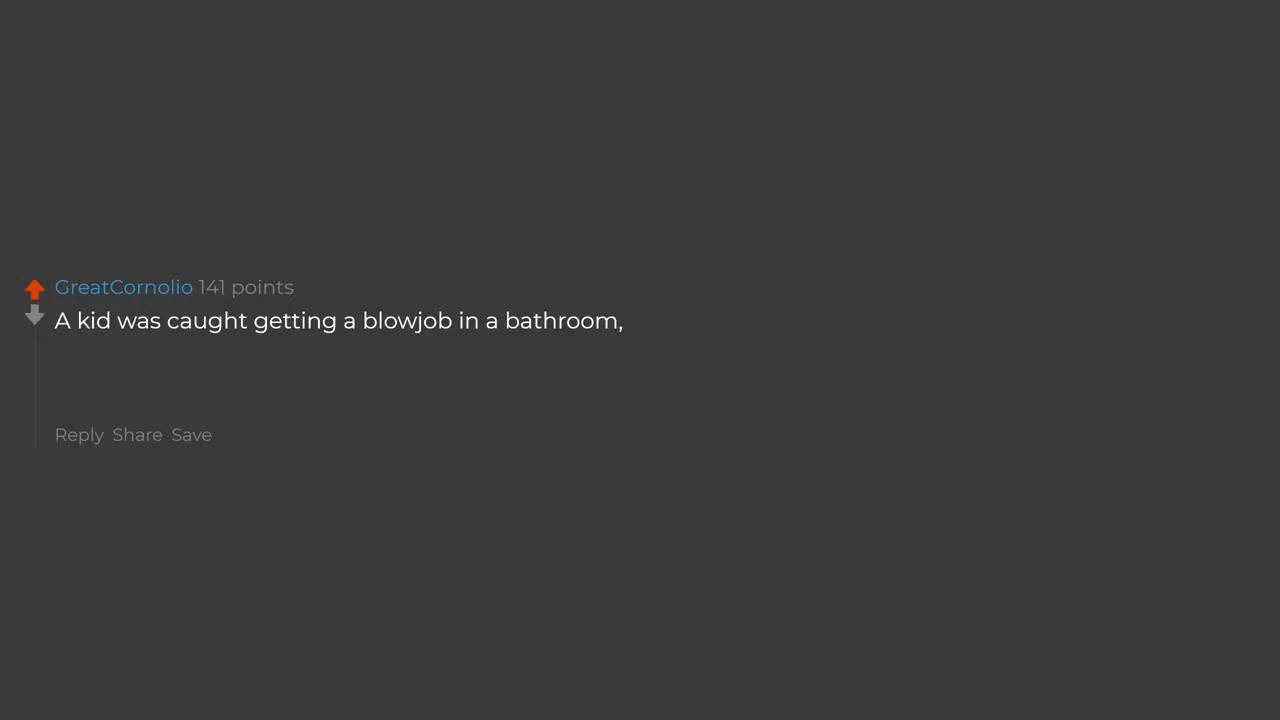 GreatCornolio 141 points
A kid was caught getting a blowjob in a bathroom,
Reply Share Save